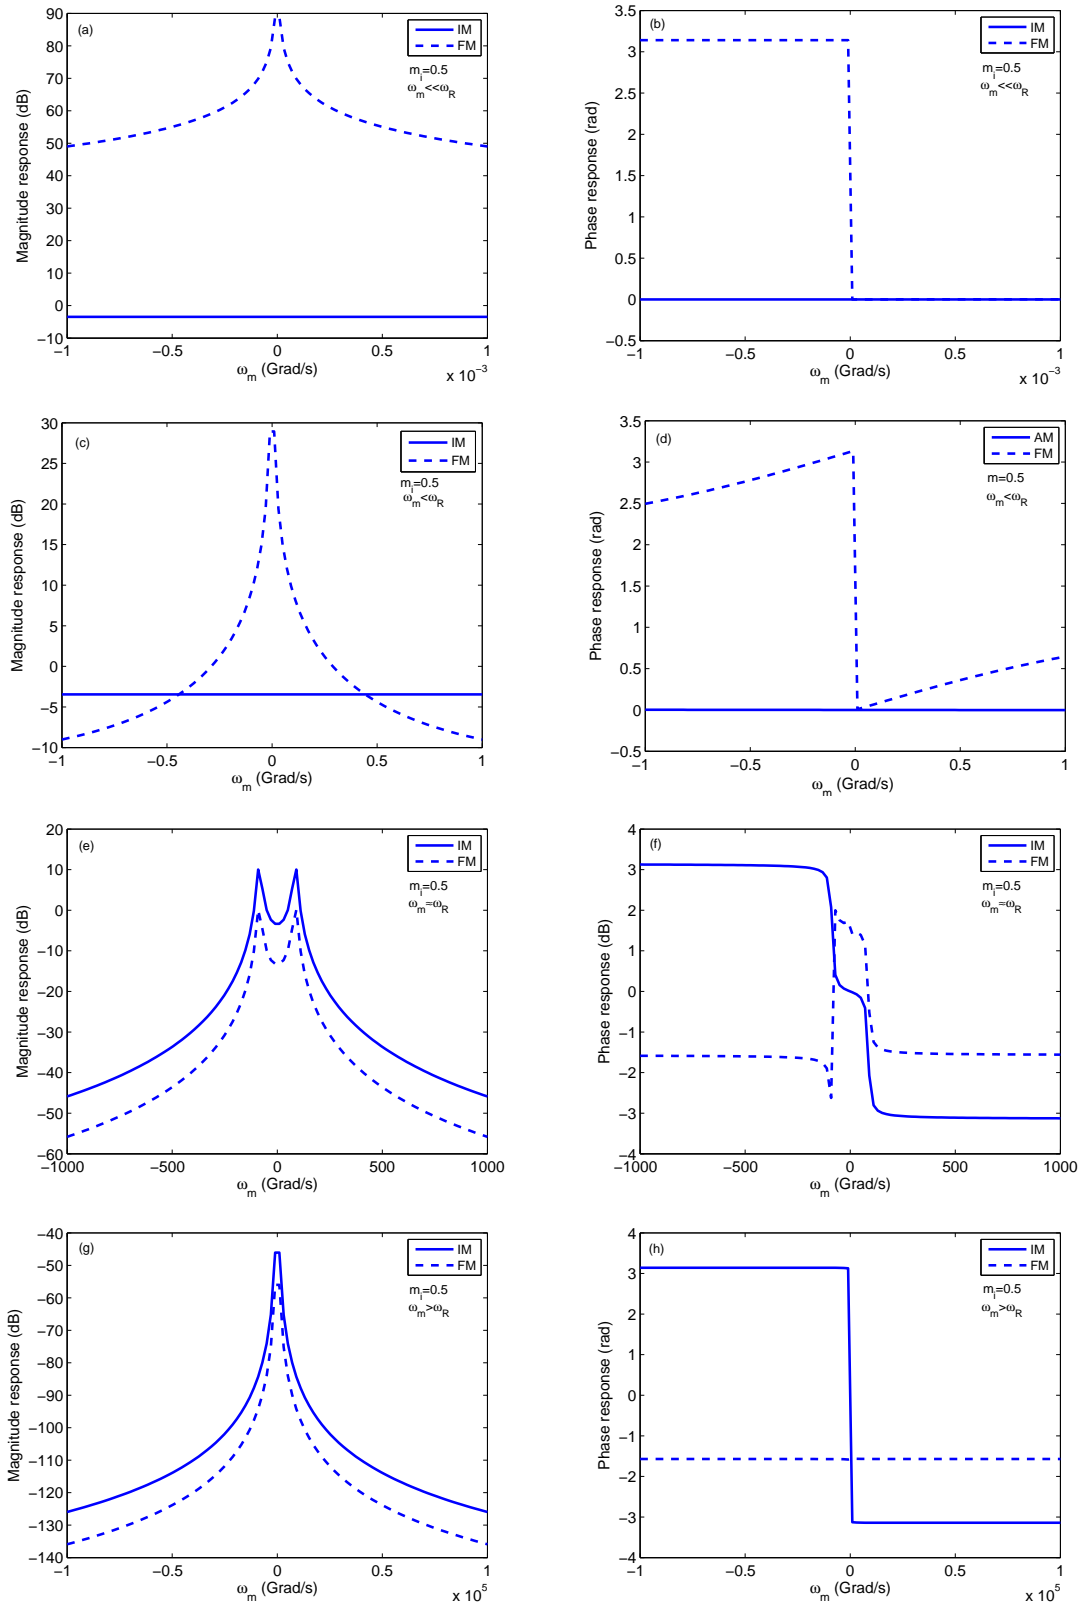 (a)
IM
FM
m_i=0.5
ω_m<<ω_R
90
80
70
60
50
40
30
20
10
0
−10
Magnitude response (dB)
−1
−0.5
0
0.5
1
ω_m (Grad/s)
x 10^−3
(b)
IM
FM
m_i=0.5
ω_m<<ω_R
3.5
3
2.5
2
1.5
1
0.5
0
−0.5
Phase response (rad)
−1
−0.5
0
0.5
1
ω_m (Grad/s)
x 10^−3
(c)
IM
FM
m_i=0.5
ω_m<ω_R
30
25
20
15
10
5
0
−5
−10
Magnitude response (dB)
−1
−0.5
0
0.5
1
ω_m (Grad/s)
(d)
AM
FM
m=0.5
ω_m<ω_R
3.5
3
2.5
2
1.5
1
0.5
0
−0.5
Phase response (rad)
−1
−0.5
0
0.5
1
ω_m (Grad/s)
(e)
IM
FM
m_i=0.5
ω_m≈ω_R
20
10
0
−10
−20
−30
−40
−50
−60
Magnitude response (dB)
−1000
−500
0
500
1000
ω_m (Grad/s)
(f)
IM
FM
m_i=0.5
ω_m≈ω_R
4
3
2
1
0
−1
−2
−3
−4
Phase response (dB)
−1000
−500
0
500
1000
ω_m (Grad/s)
(g)
IM
FM
m_i=0.5
ω_m>ω_R
−40
−50
−60
−70
−80
−90
−100
−110
−120
−130
−140
Magnitude response (dB)
−1
−0.5
0
0.5
1
ω_m (Grad/s)
x 10^5
(h)
IM
FM
m_i=0.5
ω_m>ω_R
4
3
2
1
0
−1
−2
−3
−4
Phase response (rad)
−1
−0.5
0
0.5
1
ω_m (Grad/s)
x 10^5